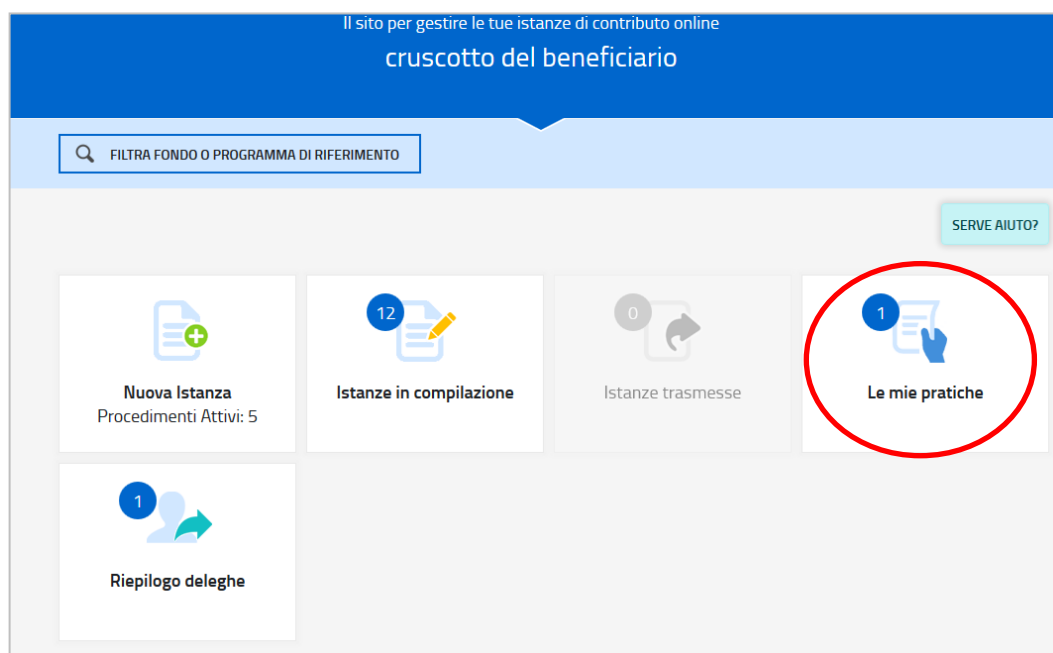 Il sito per gestire le tue istanze di contributo online
cruscotto del beneficiario
FILTRA FONDO O PROGRAMMA DI RIFERIMENTO
SERVE AIUTO?
Nuova Istanza
Procedimenti Attivi: 5
12
Istanze in compilazione
0
Istanze trasmesse
1
Le mie pratiche
1
Riepilogo deleghe